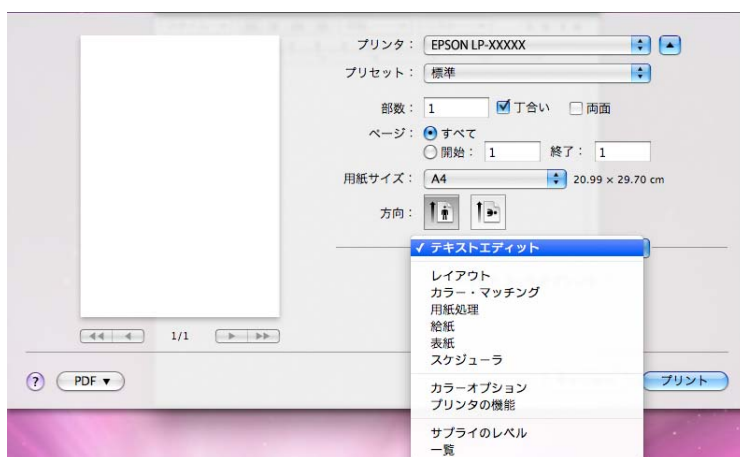 プリンタ： EPSON LP-XXXXX
プリセット： 標準
部数： 1 丁合い 両面
ページ： すべて
開始： 1 終了： 1
用紙サイズ： A4 20.99 × 29.70 cm
方向：
テキストエディット
レイアウト
カラー・マッチング
用紙処理
給紙
表紙
スケジューラ
カラーオプション
プリンタの機能
サプライのレベル
一覧
1/1
? PDF ▼ プリント